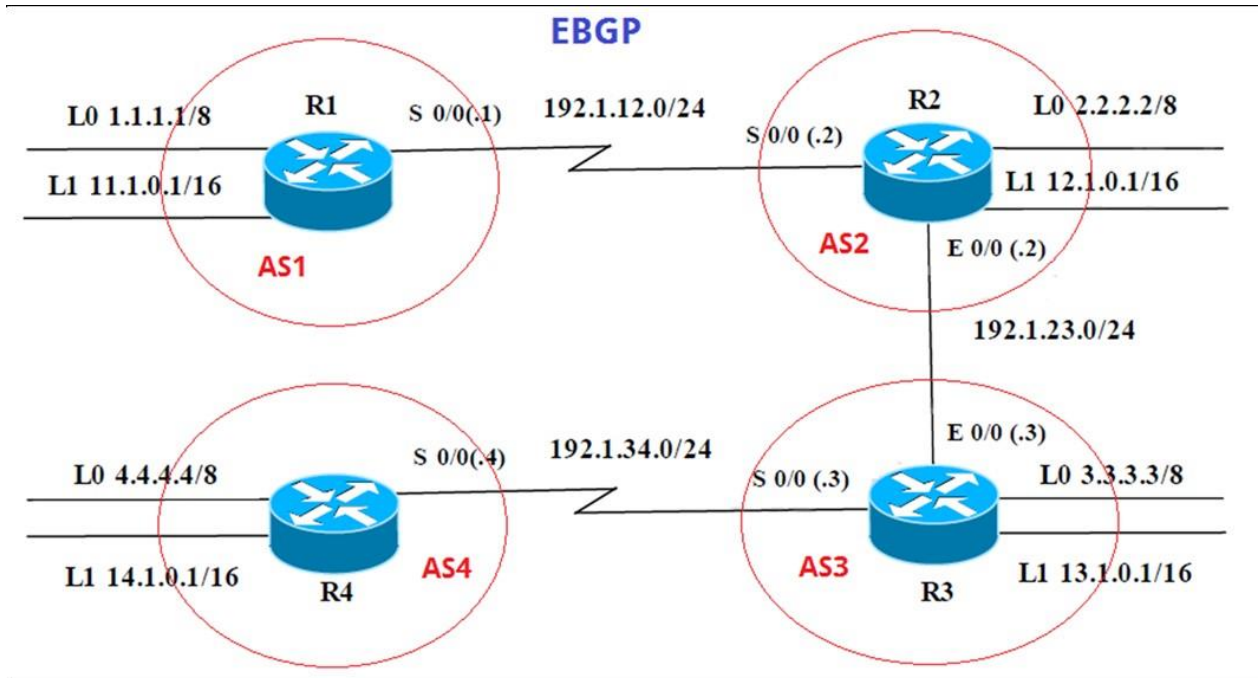 EBGP
R1
L0 1.1.1.1/8
S 0/0(.1)
L1 11.1.0.1/16
AS1
192.1.12.0/24
R2
S 0/0 (.2)
L0 2.2.2.2/8
L1 12.1.0.1/16
AS2
E 0/0 (.2)
192.1.23.0/24
L0 4.4.4.4/8
S 0/0(.4)
L1 14.1.0.1/16
AS4
R4
192.1.34.0/24
E 0/0 (.3)
S 0/0 (.3)
L0 3.3.3.3/8
AS3
L1 13.1.0.1/16
R3